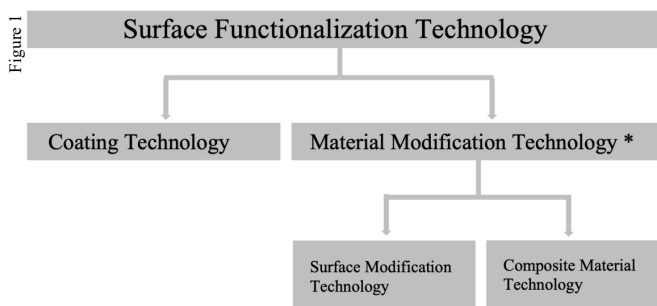 Figure 1
Surface Functionalization Technology
Coating Technology
Material Modification Technology *
Surface Modification
Technology
Composite Material
Technology